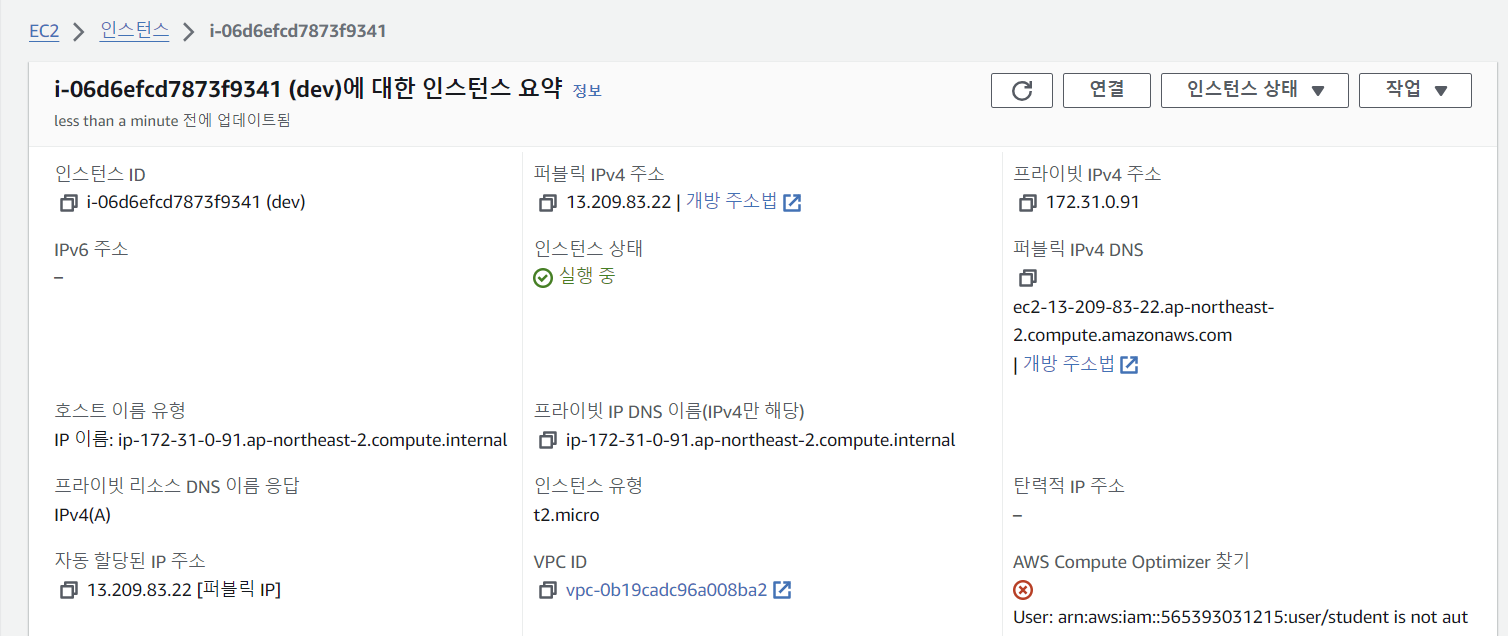 EC2 > 인스턴스 > i-06d6efcd7873f9341
i-06d6efcd7873f9341 (dev)에 대한 인스턴스 요약 정보
연결
인스턴스 상태 ▼
작업 ▼
less than a minute 전에 업데이트됨
인스턴스 ID
i-06d6efcd7873f9341 (dev)
퍼블릭 IPv4 주소
13.209.83.22 | 개방 주소법
프라이빗 IPv4 주소
172.31.0.91
IPv6 주소
–
인스턴스 상태
실행 중
퍼블릭 IPv4 DNS
ec2-13-209-83-22.ap-northeast-
2.compute.amazonaws.com
| 개방 주소법
호스트 이름 유형
IP 이름: ip-172-31-0-91.ap-northeast-2.compute.internal
프라이빗 IP DNS 이름(IPv4만 해당)
ip-172-31-0-91.ap-northeast-2.compute.internal
프라이빗 리소스 DNS 이름 응답
IPv4(A)
인스턴스 유형
t2.micro
탄력적 IP 주소
–
자동 할당된 IP 주소
13.209.83.22 [퍼블릭 IP]
VPC ID
vpc-0b19cadc96a008ba2
AWS Compute Optimizer 찾기
User: arn:aws:iam::565393031215:user/student is not aut